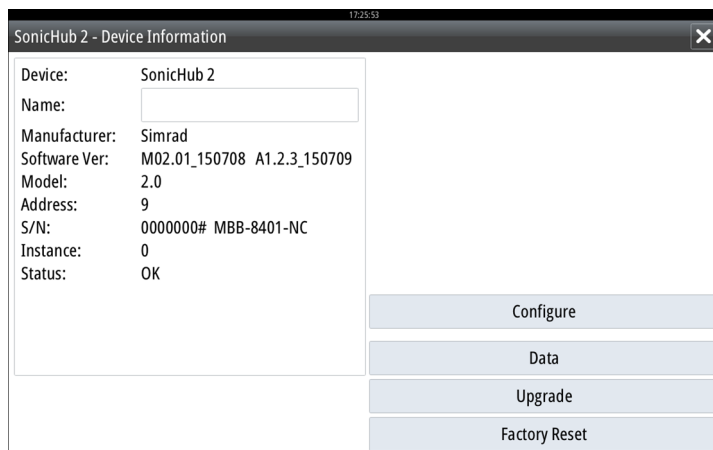 17:25:53
SonicHub 2 - Device Information
Device: SonicHub 2
Name:
Manufacturer: Simrad
Software Ver: M02.01_150708 A1.2.3_150709
Model: 2.0
Address: 9
S/N: 0000000# MBB-8401-NC
Instance: 0
Status: OK
Configure
Data
Upgrade
Factory Reset